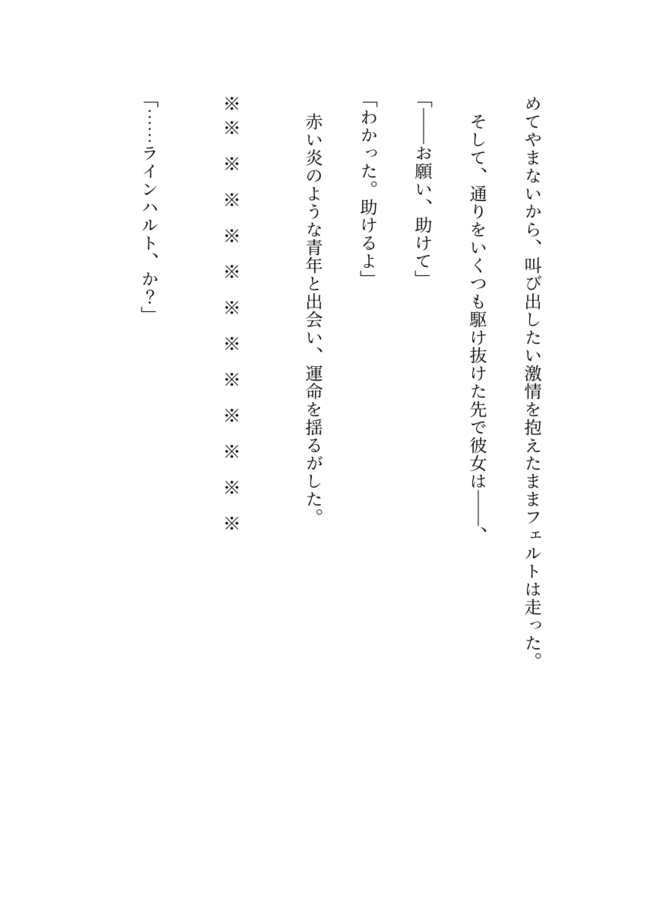 めてやまないから、叫び出したい激情を抱えたままフェルトは走った。
そして、通りをいくつも駆け抜けた先で彼女は――、
「――お願い、助けて」
「わかった。助けるよ」
赤い炎のような青年と出会い、運命を揺るがした。
※※ ※ ※ ※ ※ ※ ※ ※ ※ ※ ※ ※
「……ラインハルト、か？」